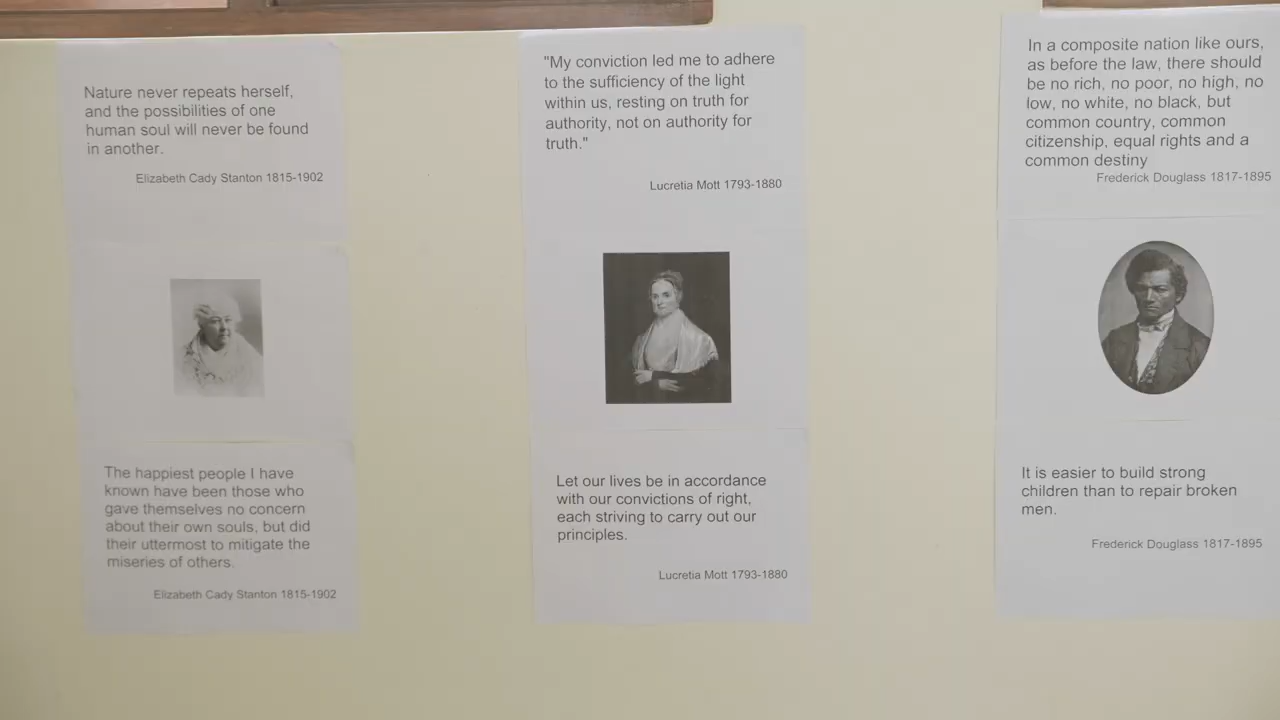 Nature never repeats herself,
and the possibilities of one
human soul will never be found
in another.
Elizabeth Cady Stanton 1815-1902
The happiest people I have
known have been those who
gave themselves no concern
about their own souls, but did
their uttermost to mitigate the
miseries of others.
Elizabeth Cady Stanton 1815-1902
"My conviction led me to adhere
to the sufficiency of the light
within us, resting on truth for
authority, not on authority for
truth."
Lucretia Mott 1793-1880
Let our lives be in accordance
with our convictions of right,
each striving to carry out our
principles.
Lucretia Mott 1793-1880
In a composite nation like ours,
as before the law, there should
be no rich, no poor, no high, no
low, no white, no black, but
common country, common
citizenship, equal rights and a
common destiny
Frederick Douglass 1817-1895
It is easier to build strong
children than to repair broken
men.
Frederick Douglass 1817-1895